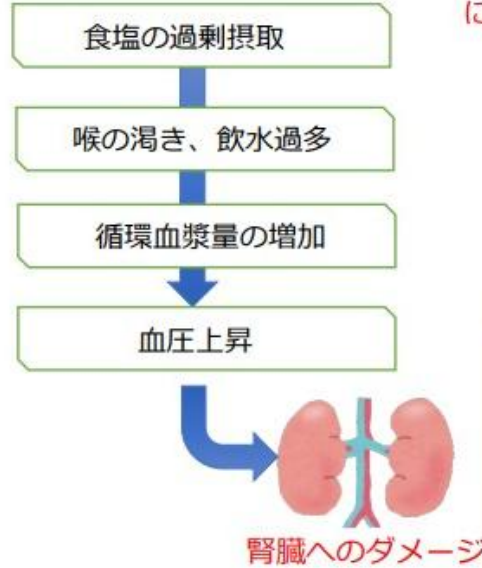 に
食塩の過剰摂取
喉の渇き、飲水過多
循環血漿量の増加
血圧上昇
腎臓へのダメージ